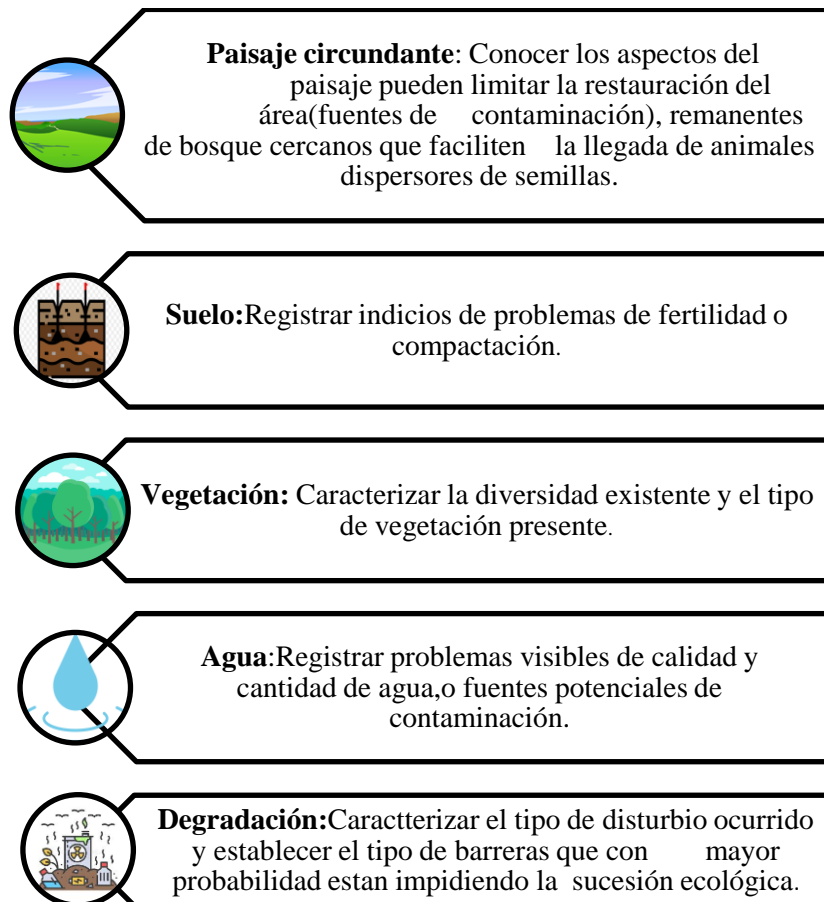 Paisaje circundante: Conocer los aspectos del
paisaje pueden limitar la restauración del
área(fuentes de contaminación), remanentes
de bosque cercanos que faciliten la llegada de animales
dispersores de semillas.
Suelo:Registrar indicios de problemas de fertilidad o
compactación.
Vegetación: Caracterizar la diversidad existente y el tipo
de vegetación presente.
Agua:Registrar problemas visibles de calidad y
cantidad de agua,o fuentes potenciales de
contaminación.
Degradación:Caractterizar el tipo de disturbio ocurrido
y establecer el tipo de barreras que con mayor
probabilidad estan impidiendo la sucesión ecológica.